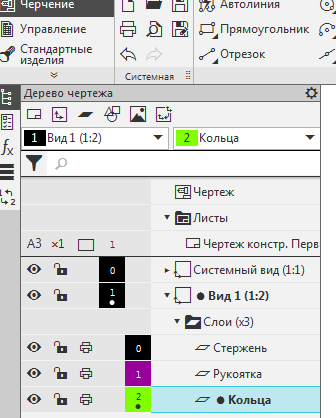 Черчение
Автолиния
Управление
Прямоугольник
Стандартные
изделия
Отрезок
Системная
Дерево чертежа
1 Вид 1 (1:2)
2 Кольца
Чертеж
Листы
А3 ×1 1 Чертеж констр. Перв
0 Системный вид (1:1)
1 ● Вид 1 (1:2)
Слои (х3)
0 Стержень
1 Рукоятка
2 ● Кольца